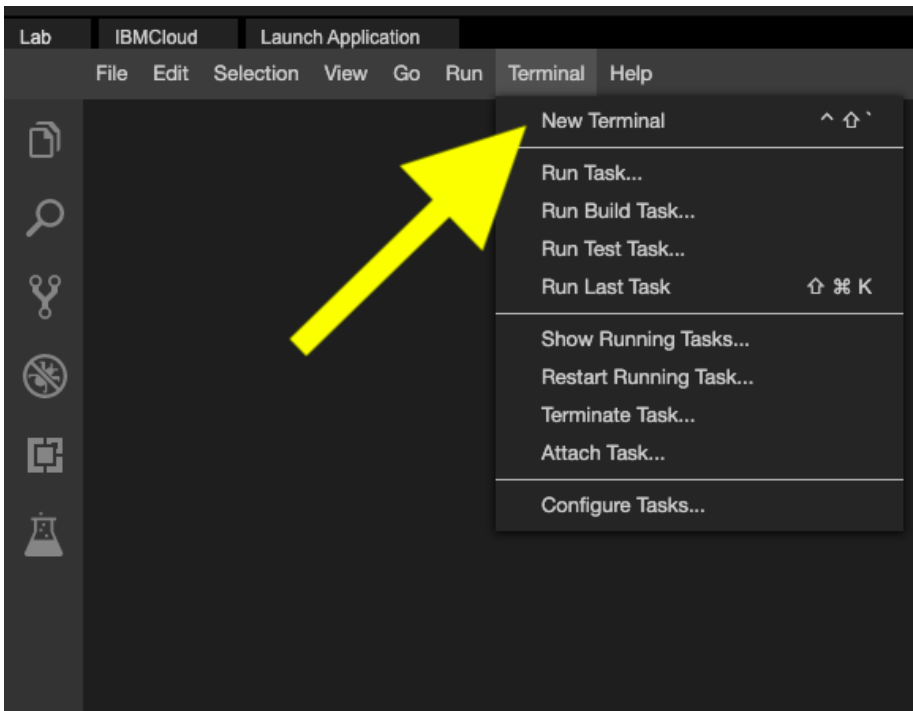 Lab IBMCloud Launch Application
File Edit Selection View Go Run Terminal Help
New Terminal ^ ⇧ `
Run Task...
Run Build Task...
Run Test Task...
Run Last Task ⇧ ⌘ K
Show Running Tasks...
Restart Running Task...
Terminate Task...
Attach Task...
Configure Tasks...